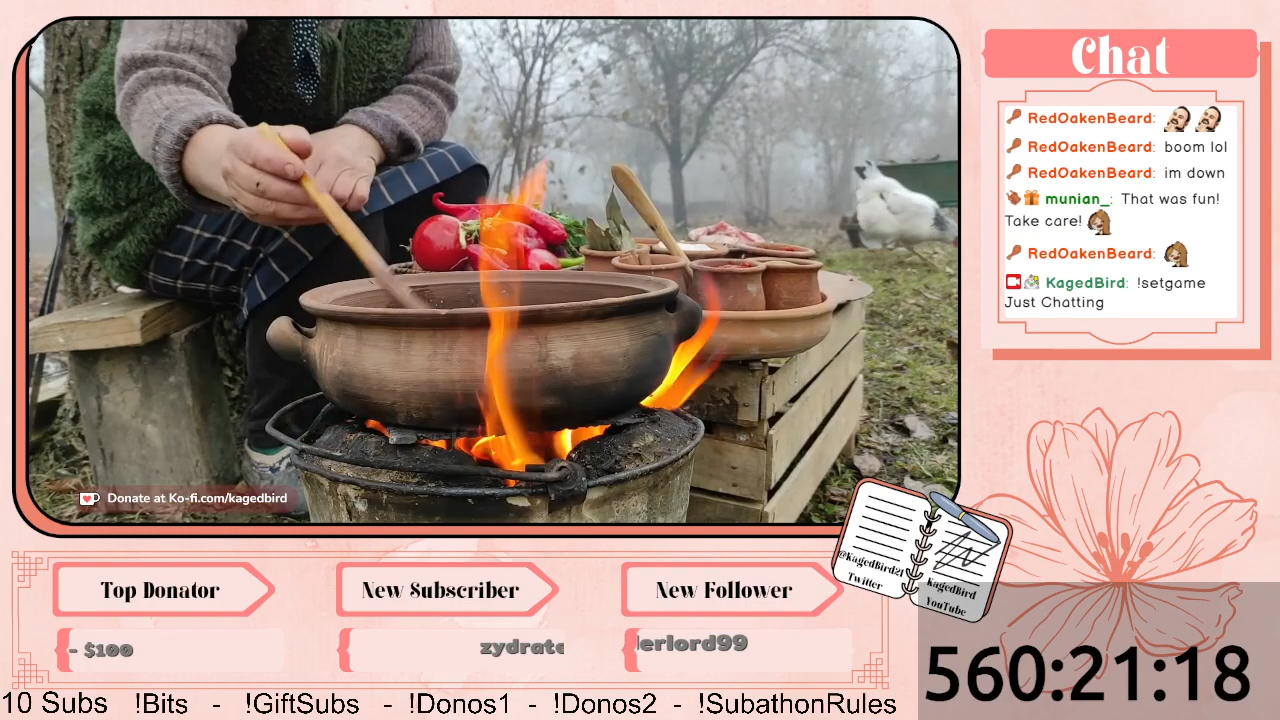 Chat
RedOakenBeard:
RedOakenBeard: boom lol
RedOakenBeard: im down
munian_: That was fun!
Take care!
RedOakenBeard:
KagedBird: !setgame
Just Chatting
Donate at Ko-fi.com/kagedbird
@KagedBird21
Twitter
KagedBird
YouTube
Top Donator
New Subscriber
New Follower
- $100
zydrate
lerlord99
560:21:18
10 Subs !Bits - !GiftSubs - !Donos1 - !Donos2 - !SubathonRules